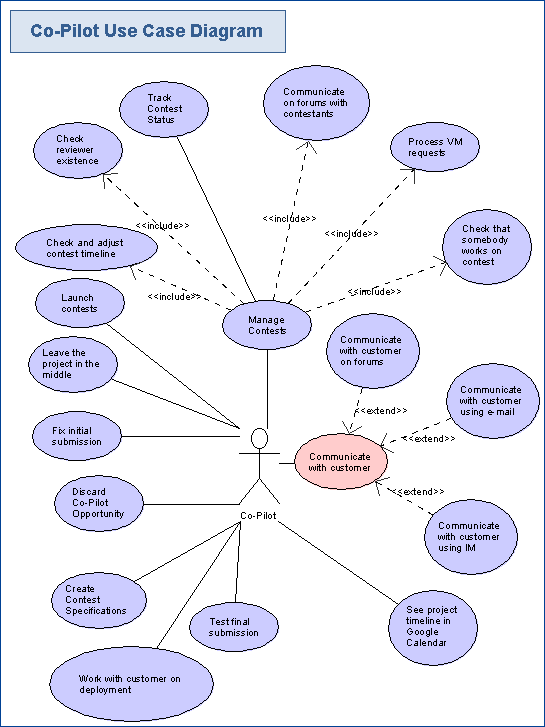 Co-Pilot Use Case Diagram
Track
Contest
Status
Communicate
on forums with
contestants
Check
reviewer
existence
Process VM
requests
<<include>>
<<include>>
<<include>>
Check and adjust
contest timeline
Check that
somebody
works on
contest
<<include>>
<<include>>
Launch
contests
Manage
Contests
Leave the
project in the
middle
Communicate
with customer
on forums
Communicate
with customer
using e-mail
<<extend>>
Fix initial
submission
<<extend>>
Communicate
with customer
<<extend>>
Discard
Co-Pilot
Opportunity
Co-Pilot
Communicate
with customer
using IM
Create
Contest
Specifications
Test final
submission
See project
timeline in
Google
Calendar
Work with customer on
deployment